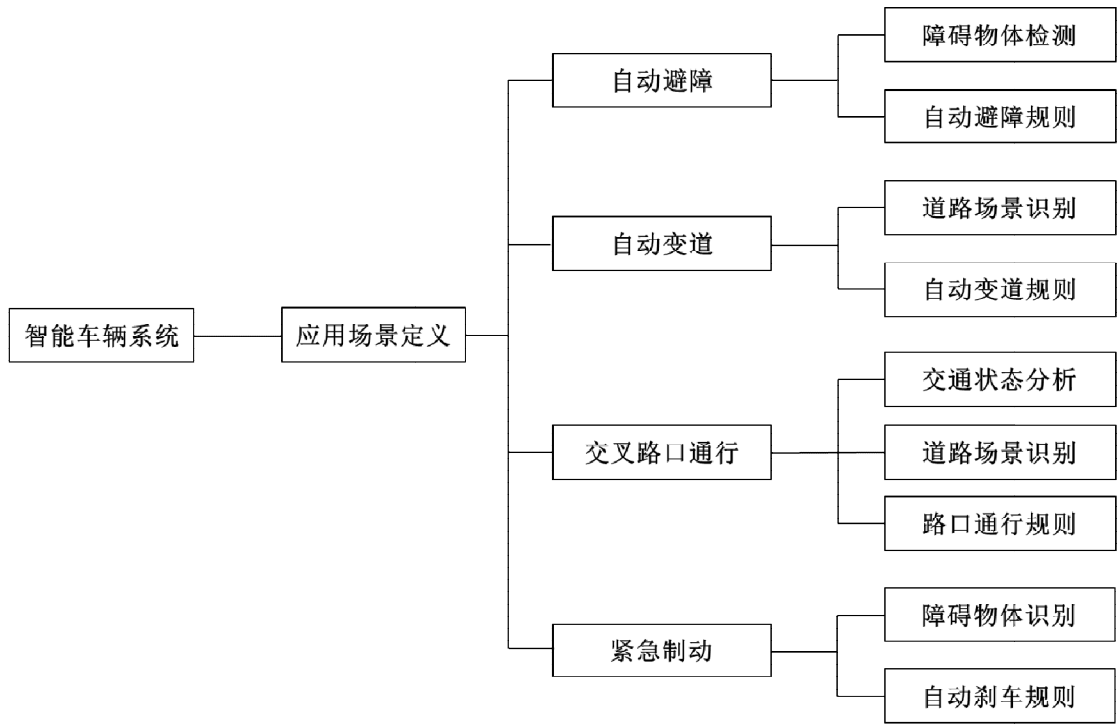 智能车辆系统
应用场景定义
自动避障
障碍物体检测
自动避障规则
自动变道
道路场景识别
自动变道规则
交叉路口通行
交通状态分析
道路场景识别
路口通行规则
紧急制动
障碍物体识别
自动刹车规则